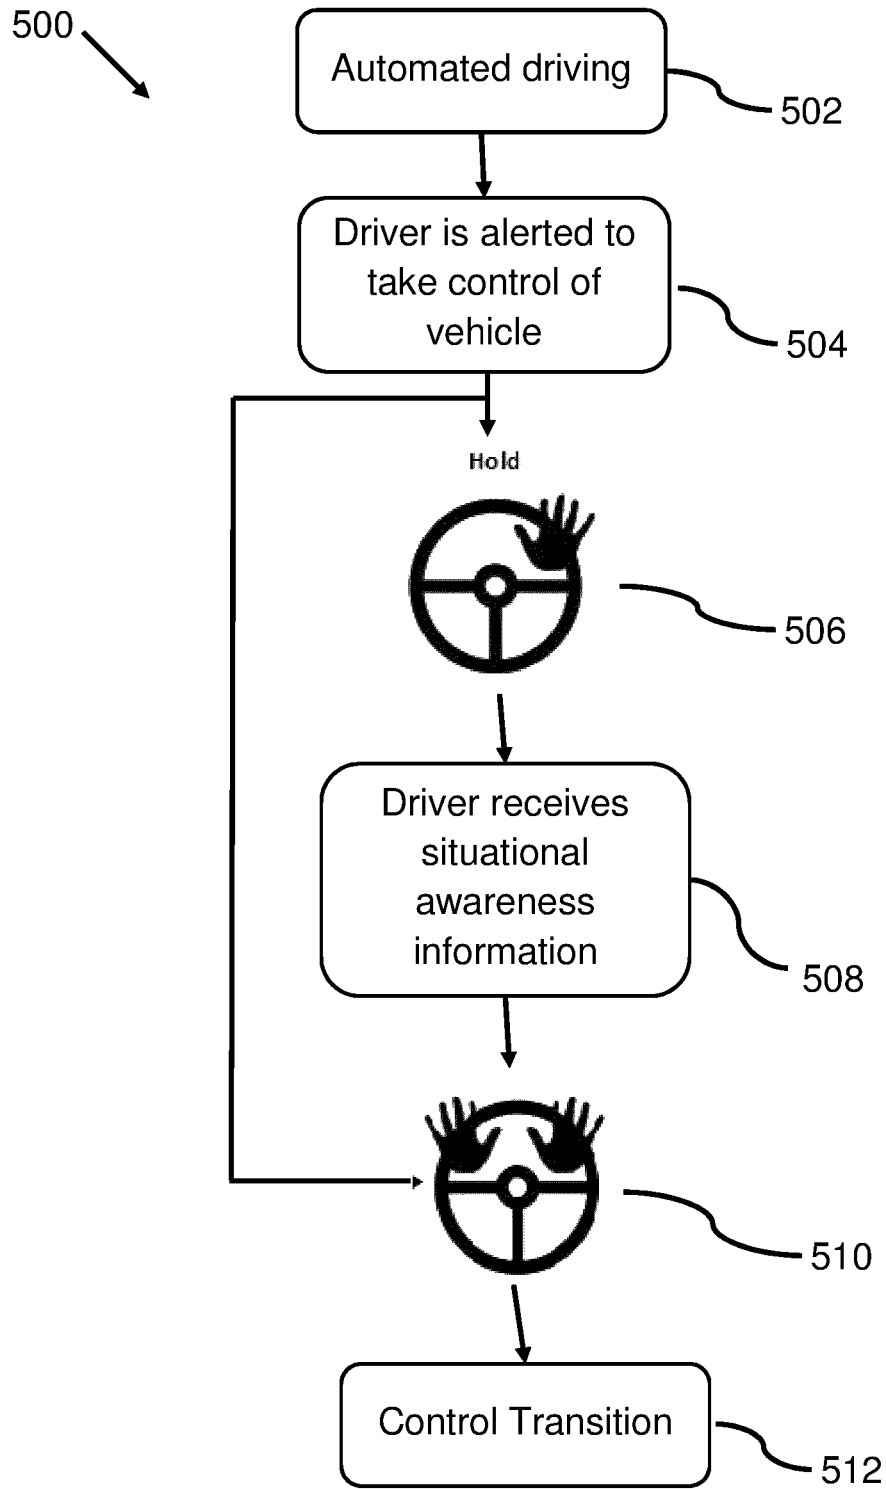 500
Automated driving
502
Driver is alerted to
take control of
vehicle
504
Hold
506
Driver receives
situational
awareness
information
508
510
Control Transition
512